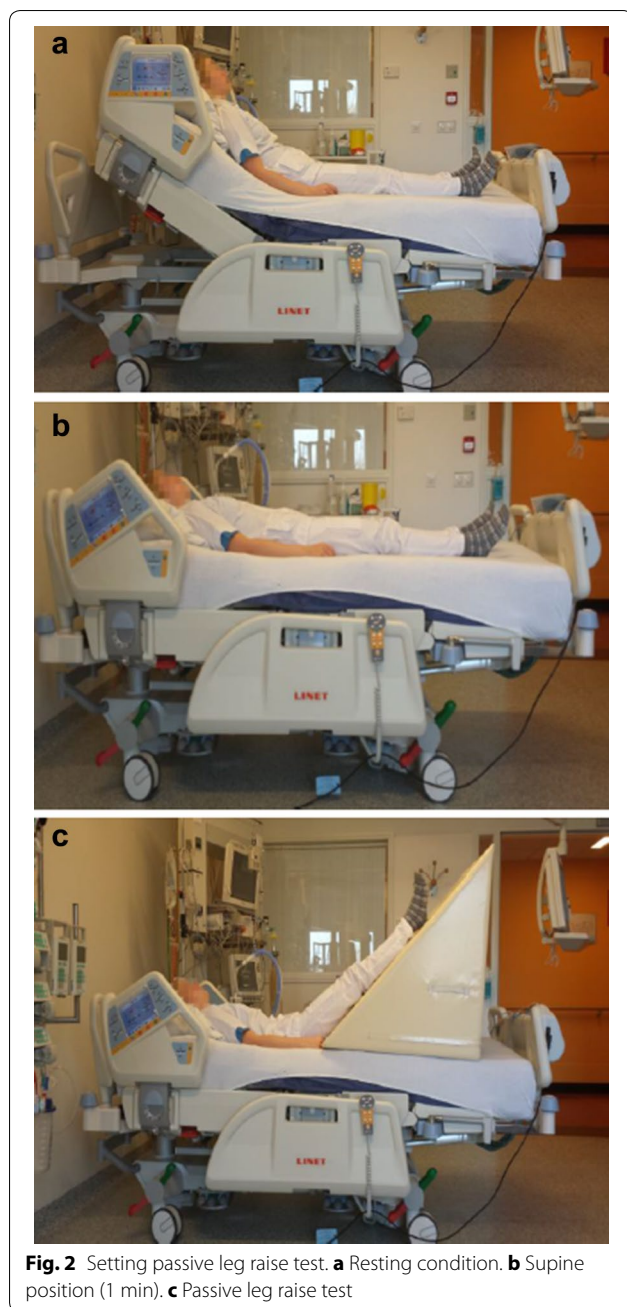 a
LINET
b
LINET
c
LINET
Fig. 2 Setting passive leg raise test. a Resting condition. b Supine
position (1 min). c Passive leg raise test